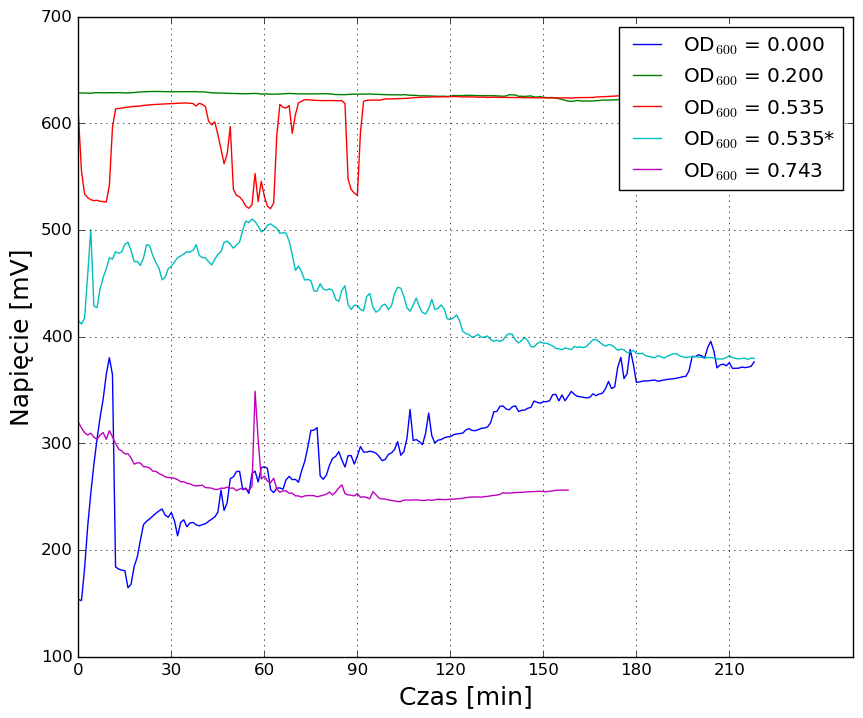 700
600
500
400
300
200
100
0 30 60 90 120 150 180 210
Napięcie [mV]
Czas [min]
OD600 = 0.000
OD600 = 0.200
OD600 = 0.535
OD600 = 0.535*
OD600 = 0.743